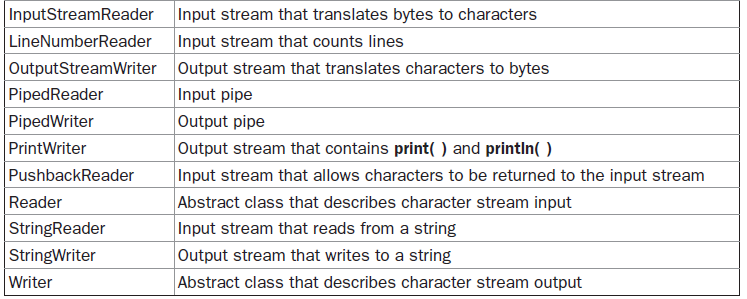 InputStreamReader Input stream that translates bytes to characters
LineNumberReader Input stream that counts lines
OutputStreamWriter Output stream that translates characters to bytes
PipedReader Input pipe
PipedWriter Output pipe
PrintWriter Output stream that contains print( ) and println( )
PushbackReader Input stream that allows characters to be returned to the input stream
Reader Abstract class that describes character stream input
StringReader Input stream that reads from a string
StringWriter Output stream that writes to a string
Writer Abstract class that describes character stream output